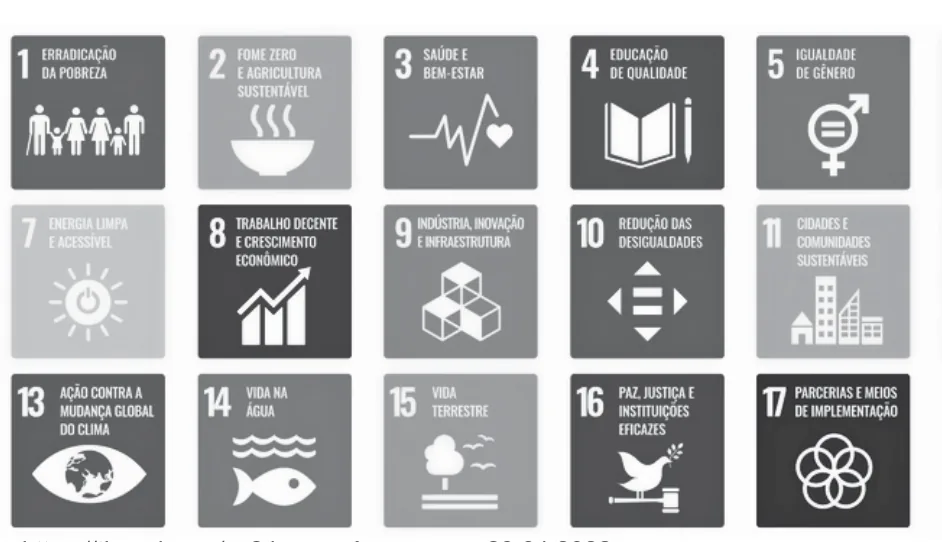 1 ERRADICAÇÃO
DA POBREZA
2 FOME ZERO
E AGRICULTURA
SUSTENTÁVEL
3 SAÚDE E
BEM-ESTAR
4 EDUCAÇÃO
DE QUALIDADE
5 IGUALDADE
DE GÊNERO
7 ENERGIA LIMPA
E ACESSÍVEL
8 TRABALHO DECENTE
E CRESCIMENTO
ECONÔMICO
9 INDÚSTRIA, INOVAÇÃO
E INFRAESTRUTURA
10 REDUÇÃO DAS
DESIGUALDADES
11 CIDADES E
COMUNIDADES
SUSTENTÁVEIS
13 AÇÃO CONTRA A
MUDANÇA GLOBAL
DO CLIMA
14 VIDA NA
ÁGUA
15 VIDA
TERRESTRE
16 PAZ, JUSTIÇA E
INSTITUIÇÕES
EFICAZES
17 PARCERIAS E MEIOS
DE IMPLEMENTAÇÃO